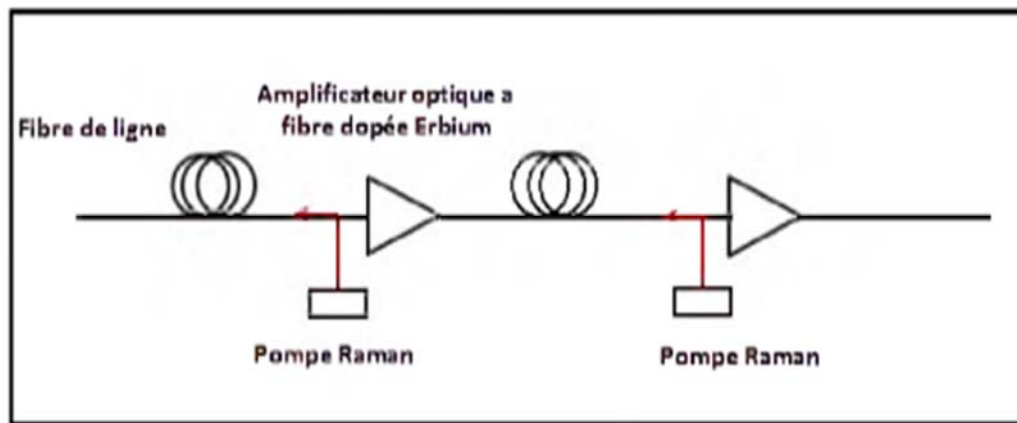 Amplificateur optique a
fibre dopée Erbium
Fibre de ligne
Pompe Raman
Pompe Raman